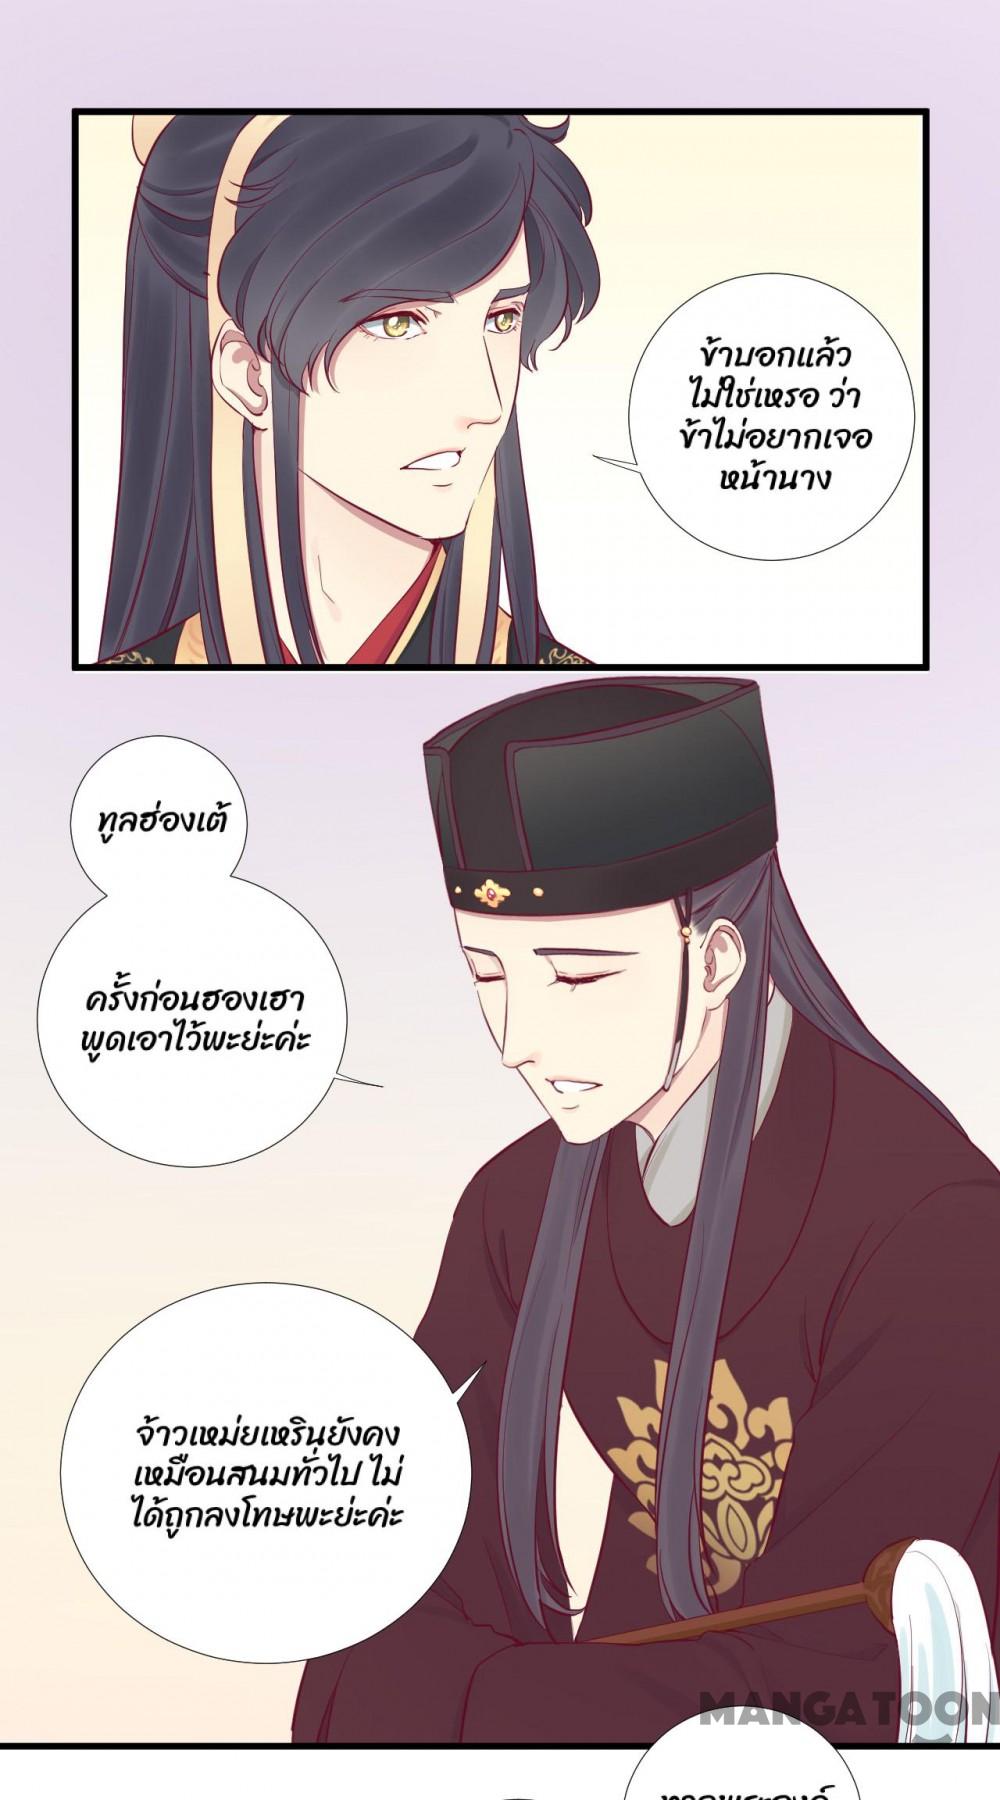 ข้าบอกแล้ว
ไม่ใช่เหรอ ว่า
ข้าไม่อยากเจอ
หน้านาง
ทูลฮ่องเต้
ครั้งก่อนฮองเฮา
พูดเอาไว้พะย่ะค่ะ
จ้าวเหม่ยเหรินยังคง
เหมือนสนมทั่วไป ไม่
ได้ถูกลงโทษพะย่ะค่ะ
MANGATOON